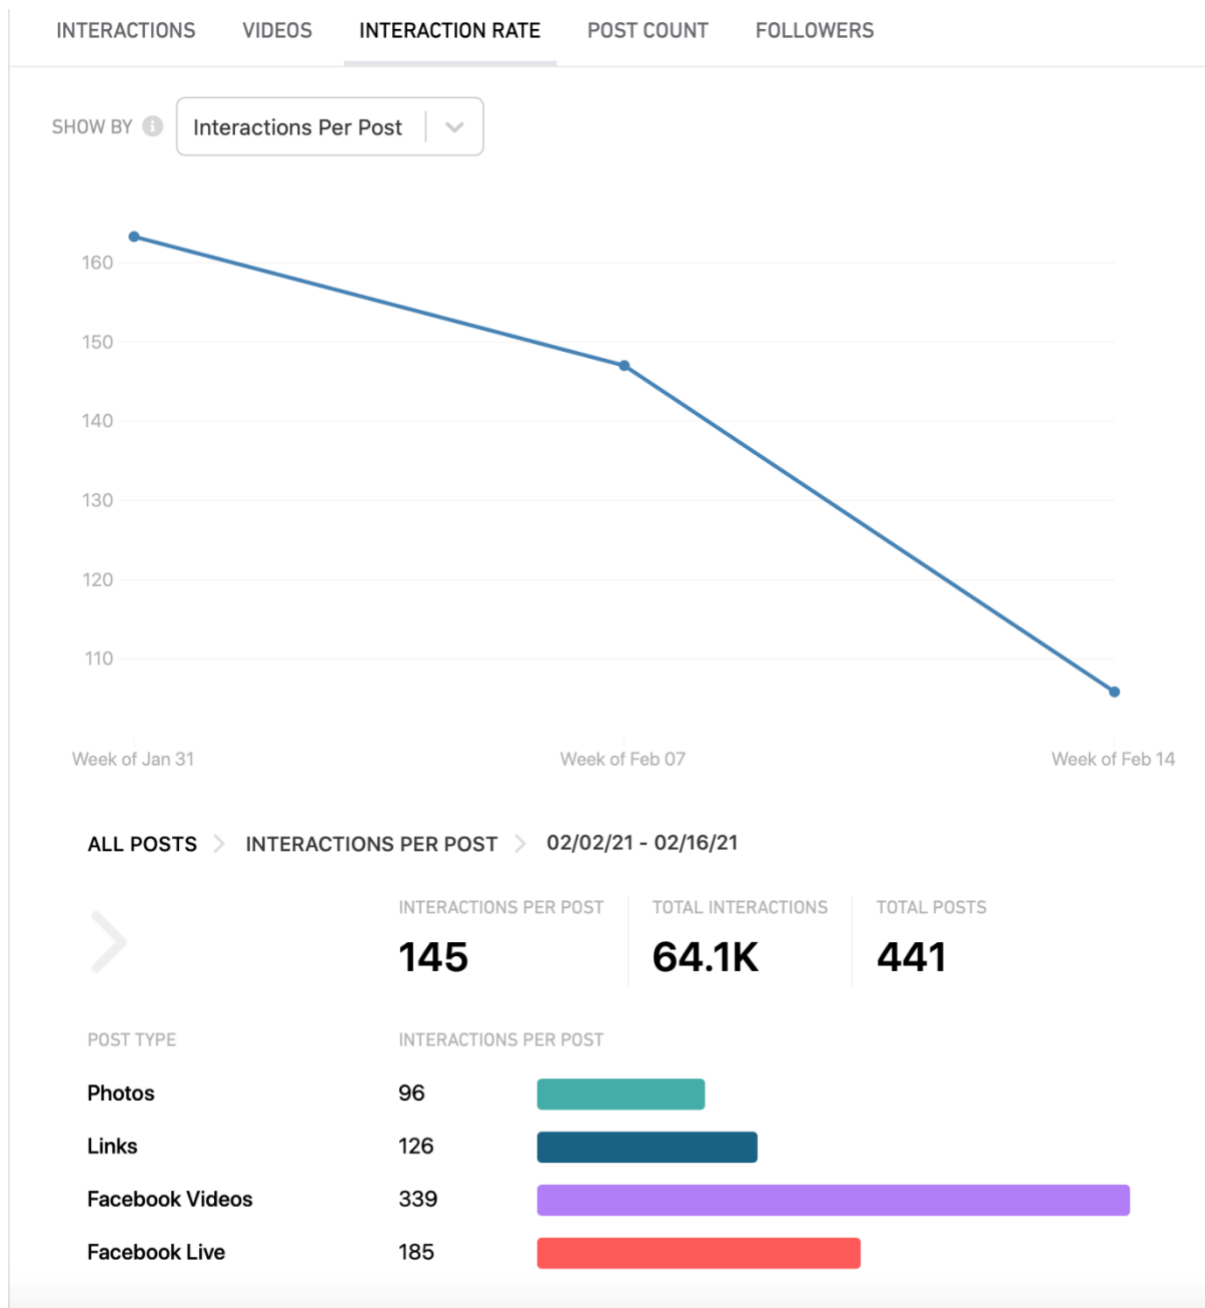 INTERACTIONS VIDEOS INTERACTION RATE POST COUNT FOLLOWERS
SHOW BY Interactions Per Post
160
150
140
130
120
110
Week of Jan 31 Week of Feb 07 Week of Feb 14
ALL POSTS INTERACTIONS PER POST 02/02/21 - 02/16/21
INTERACTIONS PER POST TOTAL INTERACTIONS TOTAL POSTS
145 64.1K 441
POST TYPE INTERACTIONS PER POST
Photos 96
Links 126
Facebook Videos 339
Facebook Live 185